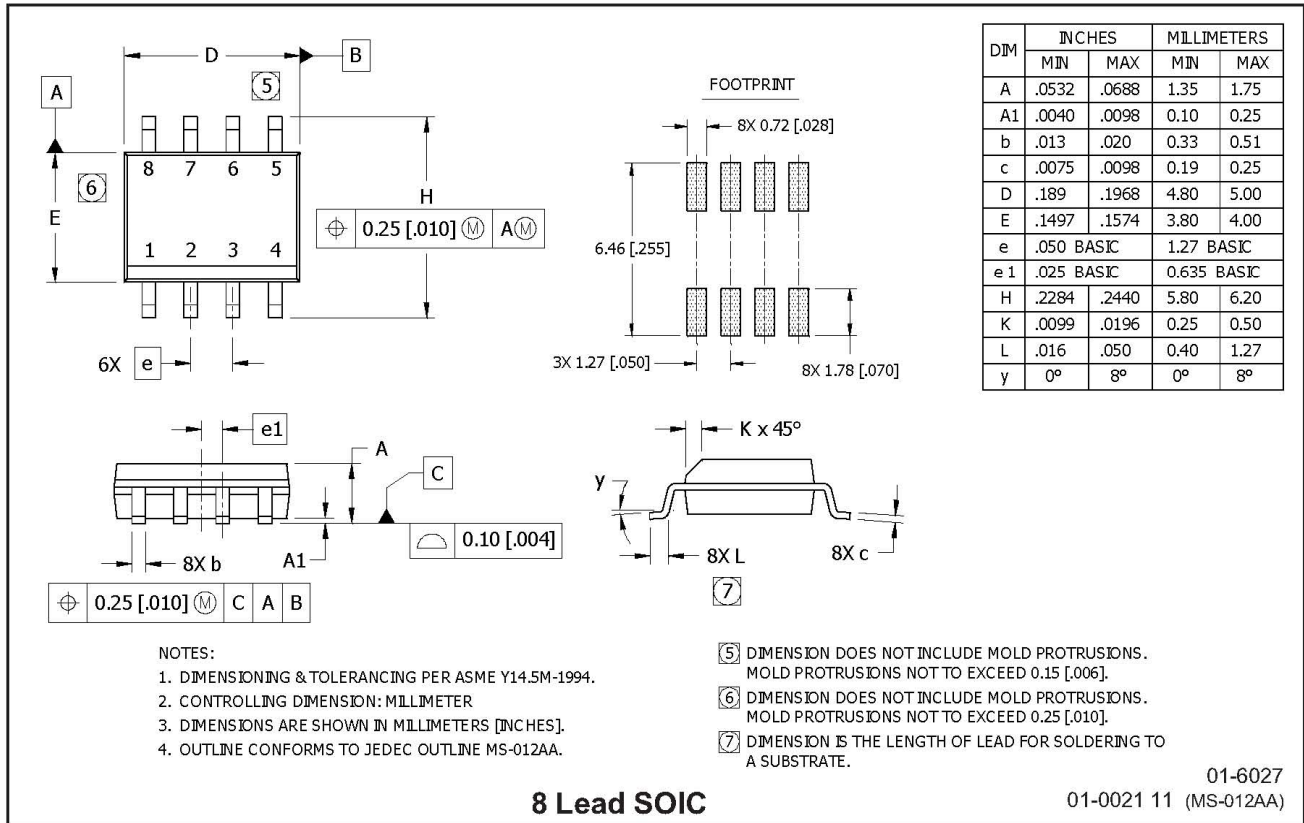 D
B
5
A
8 7 6 5
6
E
H
⌖ 0.25 [.010] Ⓜ AⓂ
1 2 3 4
6X e
FOOTPRINT
8X 0.72 [.028]
6.46 [.255]
3X 1.27 [.050]
8X 1.78 [.070]
DIM INCHES MILLIMETERS
MIN MAX MIN MAX
A .0532 .0688 1.35 1.75
A1 .0040 .0098 0.10 0.25
b .013 .020 0.33 0.51
c .0075 .0098 0.19 0.25
D .189 .1968 4.80 5.00
E .1497 .1574 3.80 4.00
e .050 BASIC 1.27 BASIC
e1 .025 BASIC 0.635 BASIC
H .2284 .2440 5.80 6.20
K .0099 .0196 0.25 0.50
L .016 .050 0.40 1.27
y 0° 8° 0° 8°
e1
A
C
0.10 [.004]
A1
8X b
⌖ 0.25 [.010] Ⓜ C A B
K x 45°
y
8X L
7
8X c
NOTES:
1. DIMENSIONING & TOLERANCING PER ASME Y14.5M-1994.
2. CONTROLLING DIMENSION: MILLIMETER
3. DIMENSIONS ARE SHOWN IN MILLIMETERS [INCHES].
4. OUTLINE CONFORMS TO JEDEC OUTLINE MS-012AA.
5 DIMENSION DOES NOT INCLUDE MOLD PROTRUSIONS.
MOLD PROTRUSIONS NOT TO EXCEED 0.15 [.006].
6 DIMENSION DOES NOT INCLUDE MOLD PROTRUSIONS.
MOLD PROTRUSIONS NOT TO EXCEED 0.25 [.010].
7 DIMENSION IS THE LENGTH OF LEAD FOR SOLDERING TO
A SUBSTRATE.
8 Lead SOIC
01-6027
01-0021 11 (MS-012AA)